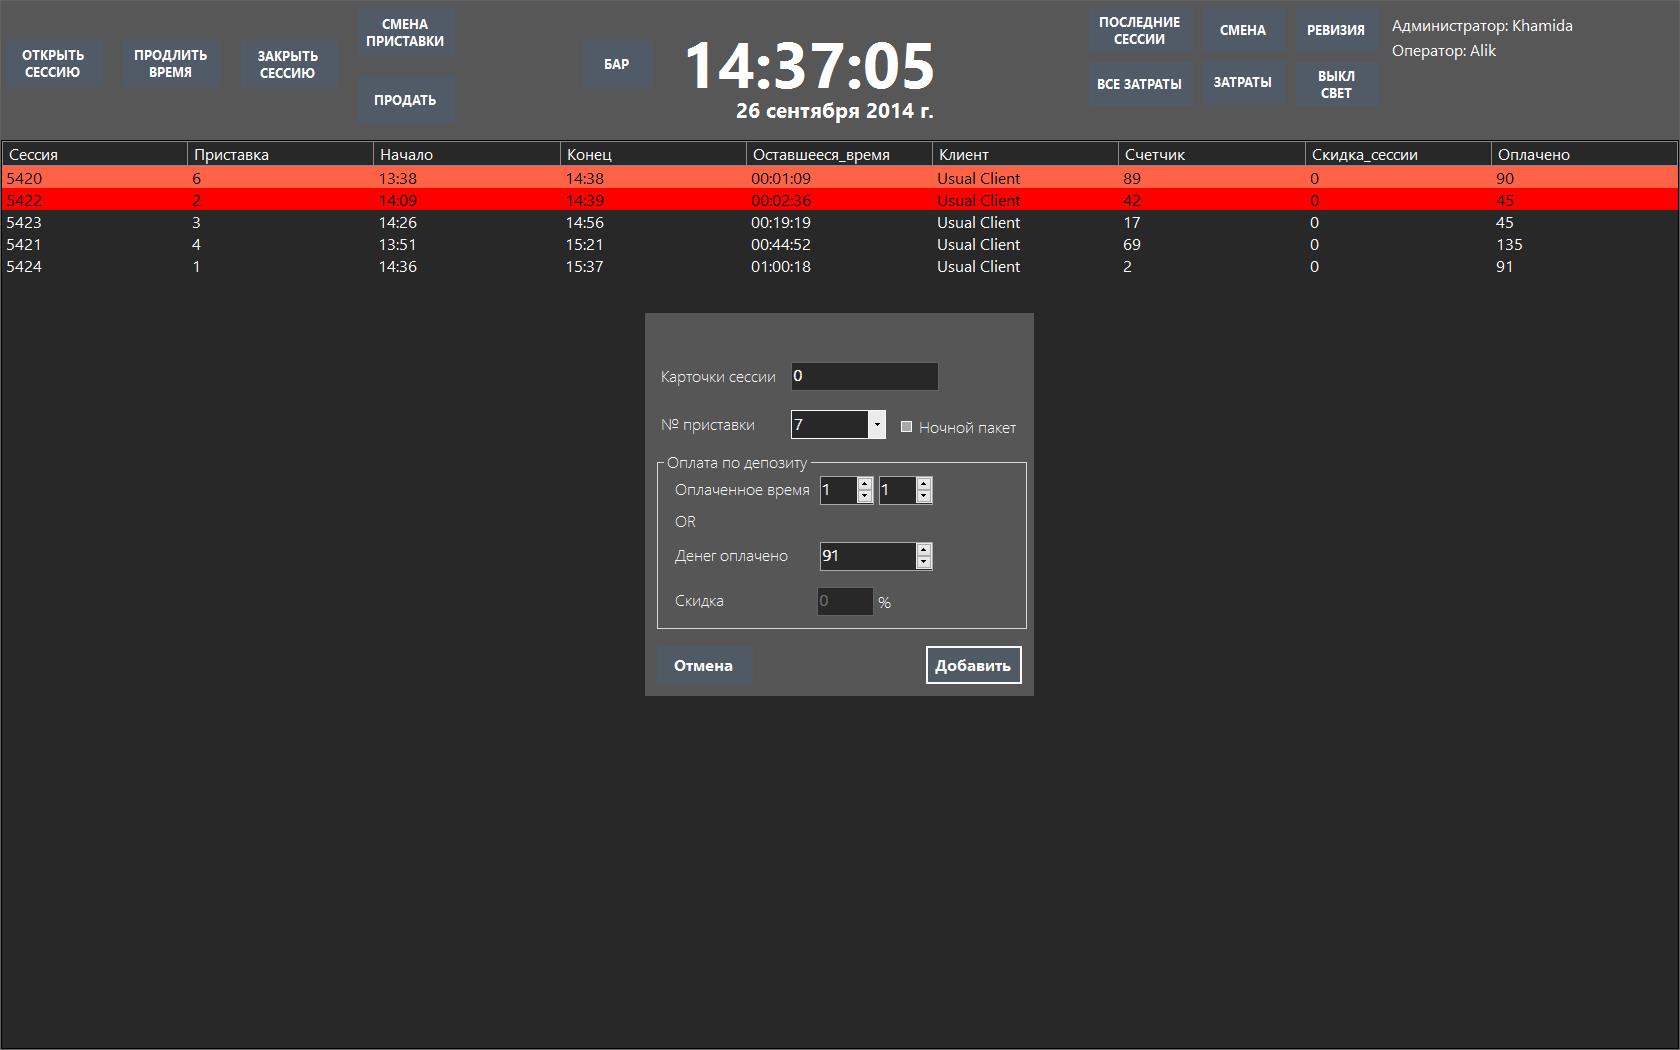 ОТКРЫТЬ
СЕССИЮ
ПРОДЛИТЬ
ВРЕМЯ
ЗАКРЫТЬ
СЕССИЮ
СМЕНА
ПРИСТАВКИ
ПРОДАТЬ
БАР
14:37:05
26 сентября 2014 г.
ПОСЛЕДНИЕ
СЕССИИ
СМЕНА
РЕВИЗИЯ
ВСЕ ЗАТРАТЫ
ЗАТРАТЫ
ВЫКЛ
СВЕТ
Администратор: Khamida
Оператор: Alik
Сессия Приставка Начало Конец Оставшееся_время Клиент Счетчик Скидка_сессии Оплачено
5420 6 13:38 14:38 00:01:09 Usual Client 89 0 90
5422 2 14:09 14:39 00:02:36 Usual Client 42 0 45
5423 3 14:26 14:56 00:19:19 Usual Client 17 0 45
5421 4 13:51 15:21 00:44:52 Usual Client 69 0 135
5424 1 14:36 15:37 01:00:18 Usual Client 2 0 91
Карточки сессии 0
№ приставки 7 Ночной пакет
Оплата по депозиту
Оплаченное время 1 1
OR
Денег оплачено 91
Скидка 0 %
Отмена Добавить